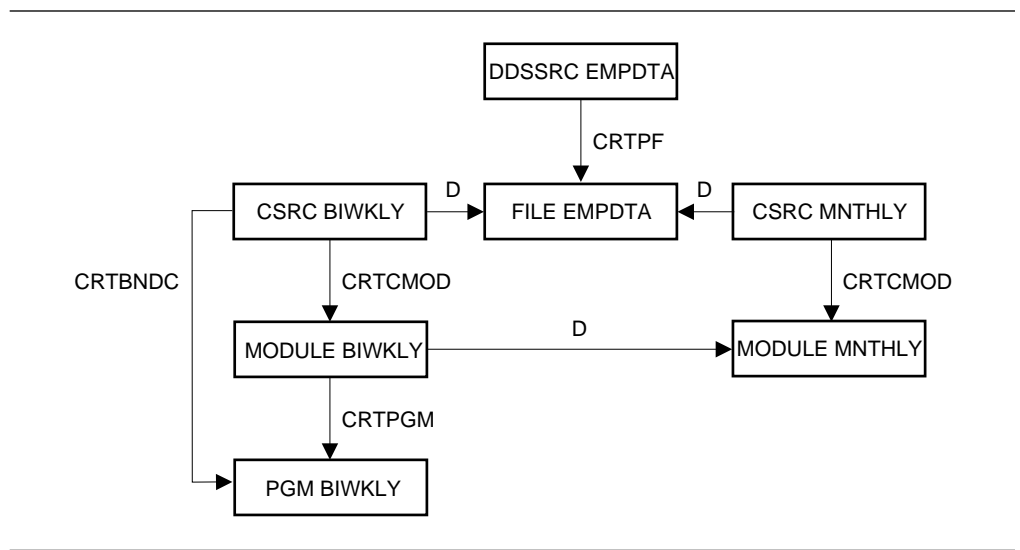 DDSSRC EMPDTA
CRTPF
D
D
CSRC BIWKLY
FILE EMPDTA
CSRC MNTHLY
CRTBNDC
CRTCMOD
CRTCMOD
D
MODULE BIWKLY
MODULE MNTHLY
CRTPGM
PGM BIWKLY